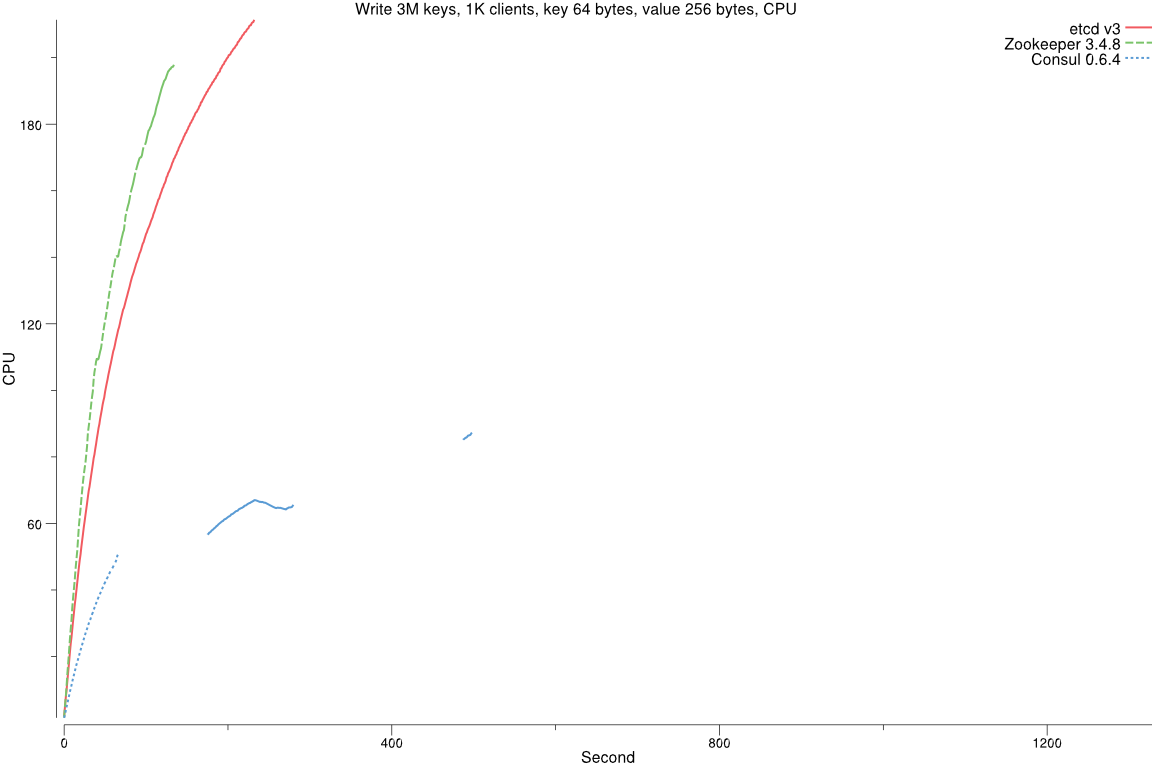 Write 3M keys, 1K clients, key 64 bytes, value 256 bytes, CPU
etcd v3
Zookeeper 3.4.8
Consul 0.6.4
180
120
60
CPU
0
400
800
1200
Second